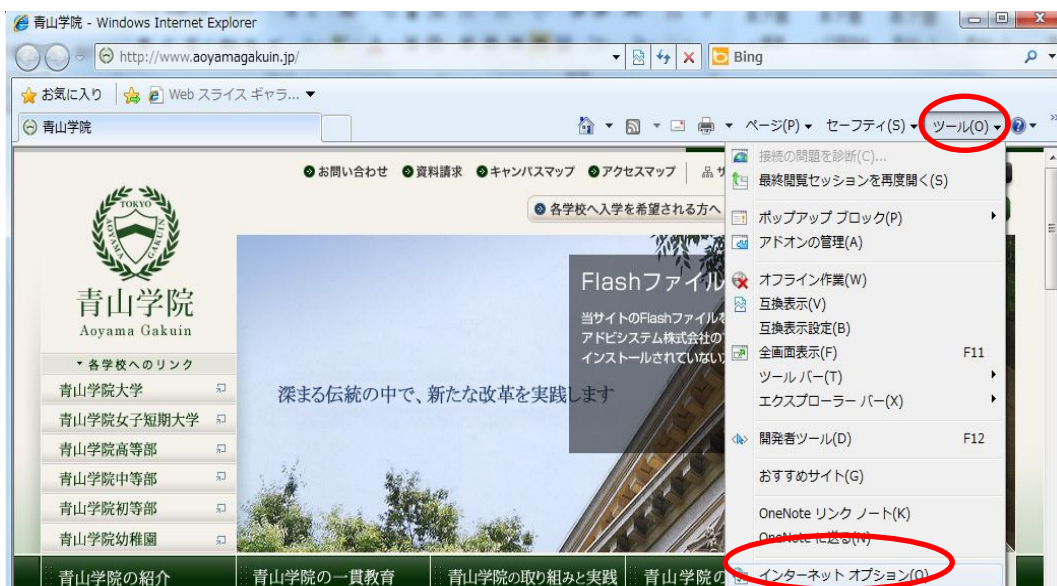 青山学院 - Windows Internet Explorer
http://www.aoyamagakuin.jp/
Bing
お気に入り
Web スライス ギャラ...
青山学院
ページ(P)
セーフティ(S)
ツール(O)
お問い合わせ 資料請求 キャンパスマップ アクセスマップ
各学校へ入学を希望される方へ
TOKYO
AOYAMA GAKUIN
青山学院
Aoyama Gakuin
各学校へのリンク
青山学院大学
青山学院女子短期大学
青山学院高等部
青山学院中等部
青山学院初等部
青山学院幼稚園
Flashファイル
当サイトのFlashファイルを
アドビシステム株式会社の
インストールされていない
深まる伝統の中で、新たな改革を実践します
接続の問題を診断(C)...
最終閲覧セッションを再度開く(S)
ポップアップ ブロック(P)
アドオンの管理(A)
オフライン作業(W)
互換表示(V)
互換表示設定(B)
全画面表示(F) F11
ツール バー(T)
エクスプローラー バー(X)
開発者ツール(D) F12
おすすめサイト(G)
OneNote リンク ノート(K)
OneNote に送る(N)
インターネット オプション(O)
青山学院の紹介
青山学院の一貫教育
青山学院の取り組みと実践
青山学院の